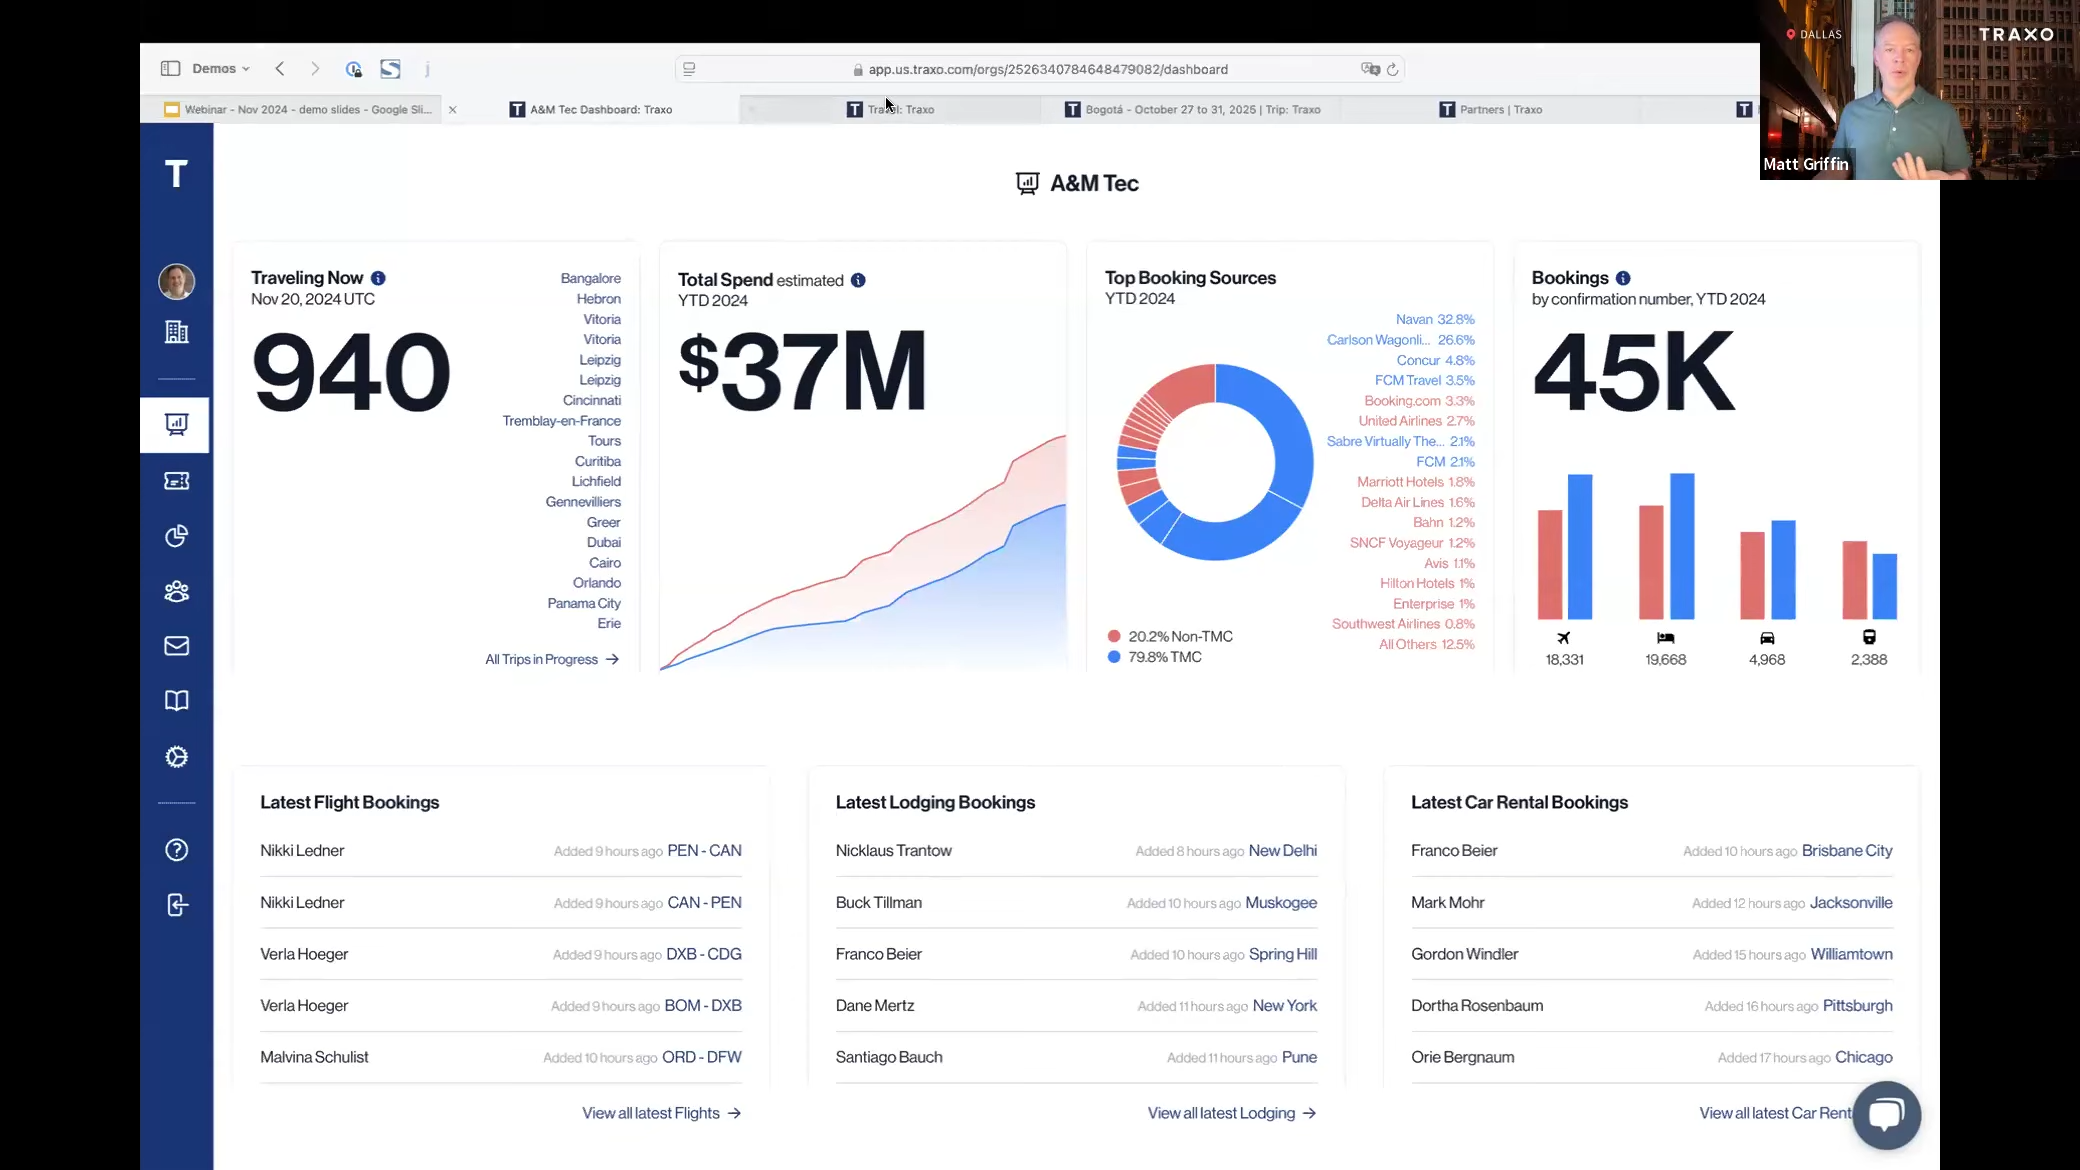 DALLAS
TRAXO
Matt Griffin
Demos
app.us.traxo.com/orgs/2526340784648479082/dashboard
Webinar - Nov 2024 - demo slides - Google Sli...
A&M Tec Dashboard: Traxo
Bogotá - October 27 to 31, 2025 | Trip: Traxo
Partners | Traxo
T
A&M Tec
Traveling Now
Nov 20, 2024 UTC
940
Bangalore
Hebron
Vitoria
Vitoria
Leipzig
Leipzig
Cincinnati
Tremblay-en-France
Tours
Curitiba
Lichfield
Gennevilliers
Greer
Dubai
Cairo
Orlando
Panama City
Erie
All Trips in Progress →
Total Spend estimated
YTD 2024
$37M
Top Booking Sources
YTD 2024
Navan 32.8%
Carlson Wagonli... 26.6%
Concur 4.8%
FCM Travel 3.5%
Booking.com 3.3%
United Airlines 2.7%
Sabre Virtually The... 2.1%
FCM 2.1%
Marriott Hotels 1.8%
Delta Air Lines 1.6%
Bahn 1.2%
SNCF Voyageur 1.2%
Avis 1.1%
Hilton Hotels 1%
Enterprise 1%
Southwest Airlines 0.8%
All Others 12.5%
20.2% Non-TMC
79.8% TMC
Bookings
by confirmation number, YTD 2024
45K
18,331
19,668
4,968
2,388
Latest Flight Bookings
Nikki Ledner Added 9 hours ago PEN - CAN
Nikki Ledner Added 9 hours ago CAN - PEN
Verla Hoeger Added 9 hours ago DXB - CDG
Verla Hoeger Added 9 hours ago BOM - DXB
Malvina Schulist Added 10 hours ago ORD - DFW
View all latest Flights →
Latest Lodging Bookings
Nicklaus Trantow Added 8 hours ago New Delhi
Buck Tillman Added 10 hours ago Muskogee
Franco Beier Added 10 hours ago Spring Hill
Dane Mertz Added 11 hours ago New York
Santiago Bauch Added 11 hours ago Pune
View all latest Lodging →
Latest Car Rental Bookings
Franco Beier Added 10 hours ago Brisbane City
Mark Mohr Added 12 hours ago Jacksonville
Gordon Windler Added 15 hours ago Williamtown
Dortha Rosenbaum Added 16 hours ago Pittsburgh
Orie Bergnaum Added 17 hours ago Chicago
View all latest Car Rent